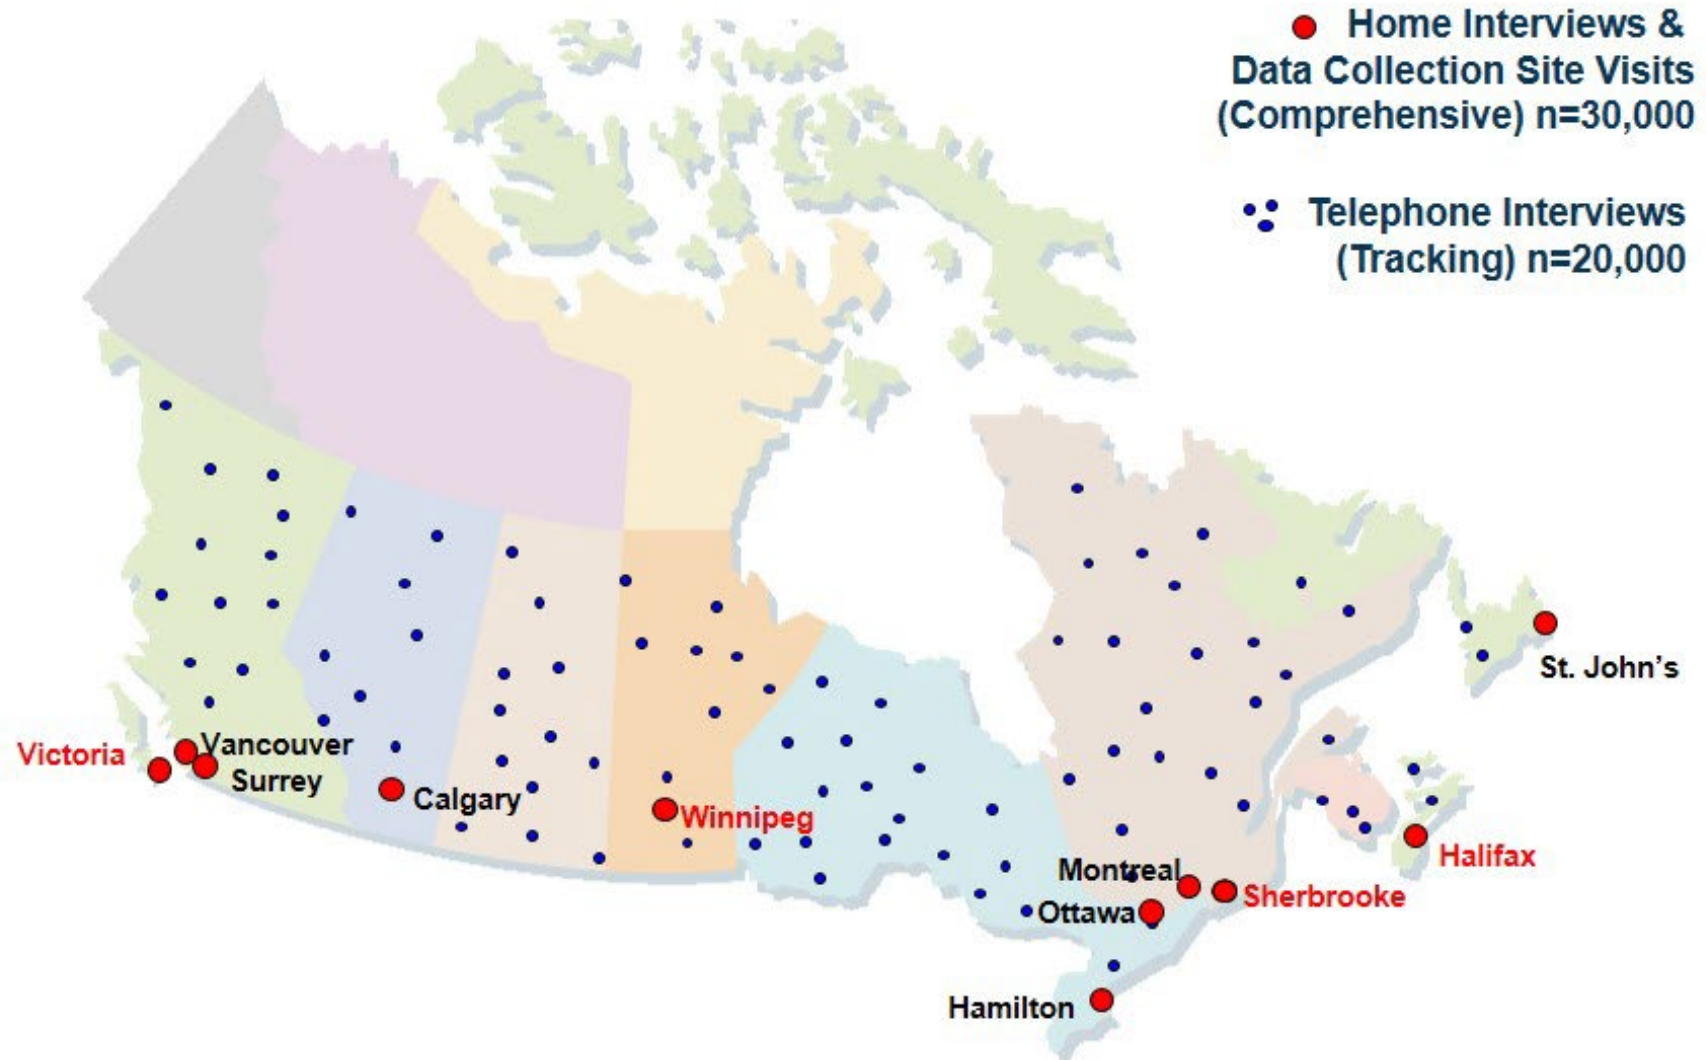 Home Interviews &
Data Collection Site Visits
(Comprehensive) n=30,000
Telephone Interviews
(Tracking) n=20,000
St. John's
Victoria
Vancouver
Surrey
Calgary
Winnipeg
Halifax
Montreal
Sherbrooke
Ottawa
Hamilton